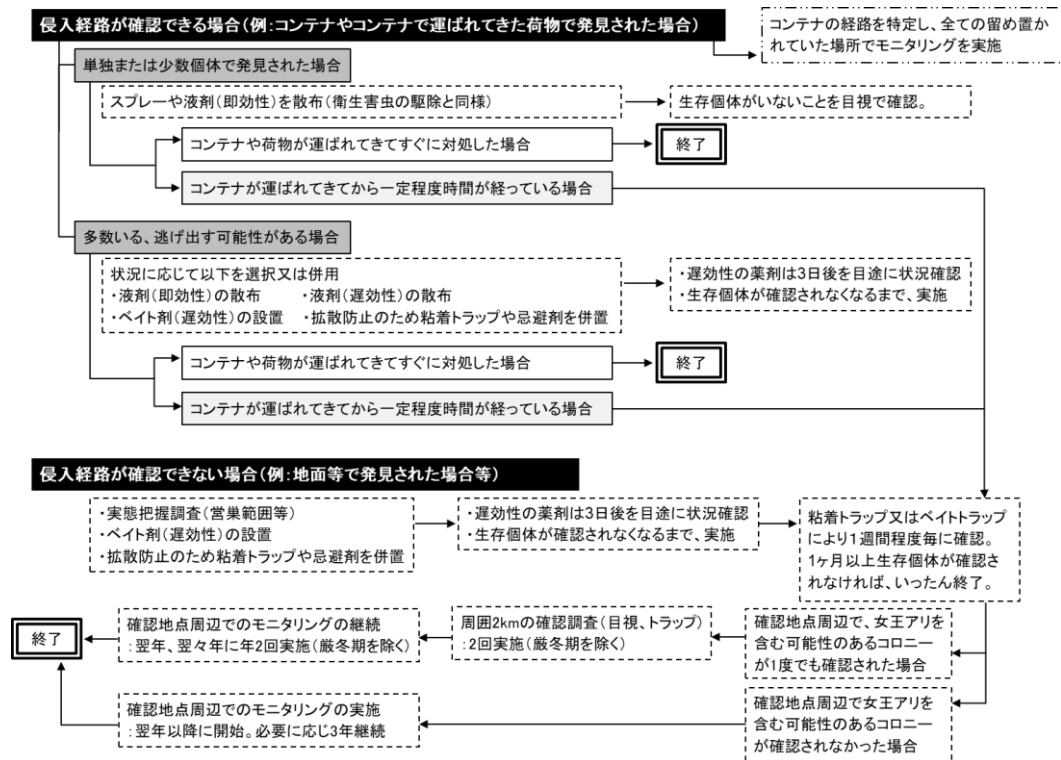 侵入経路が確認できる場合(例:コンテナやコンテナで運ばれてきた荷物で発見された場合)
コンテナの経路を特定し、全ての留め置か
れていた場所でモニタリングを実施
単独または少数個体で発見された場合
スプレーや液剤(即効性)を散布(衛生害虫の駆除と同様)
生存個体がいないことを目視で確認。
コンテナや荷物が運ばれてきてすぐに対処した場合
終了
コンテナが運ばれてきてから一定程度時間が経っている場合
多数いる、逃げ出す可能性がある場合
状況に応じて以下を選択又は併用
・液剤(即効性)の散布 ・液剤(遅効性)の散布
・ベイト剤(遅効性)の設置 ・拡散防止のため粘着トラップや忌避剤を併置
・遅効性の薬剤は3日後を目途に状況確認
・生存個体が確認されなくなるまで、実施
コンテナや荷物が運ばれてきてすぐに対処した場合
終了
コンテナが運ばれてきてから一定程度時間が経っている場合
侵入経路が確認できない場合(例:地面等で発見された場合等)
・実態把握調査(営巣範囲等)
・ベイト剤(遅効性)の設置
・拡散防止のため粘着トラップや忌避剤を併置
・遅効性の薬剤は3日後を目途に状況確認
・生存個体が確認されなくなるまで、実施
粘着トラップ又はベイトトラップ
により1週間程度毎に確認。
1ヶ月以上生存個体が確認さ
れなければ、いったん終了。
確認地点周辺で、女王アリを
含む可能性のあるコロニー
が1度でも確認された場合
周囲2kmの確認調査(目視、トラップ)
:2回実施(厳冬期を除く)
確認地点周辺でのモニタリングの継続
:翌年、翌々年に年2回実施(厳冬期を除く)
終了
確認地点周辺で女王アリを
含む可能性のあるコロニー
が確認されなかった場合
確認地点周辺でのモニタリングの実施
:翌年以降に開始。必要に応じ3年継続